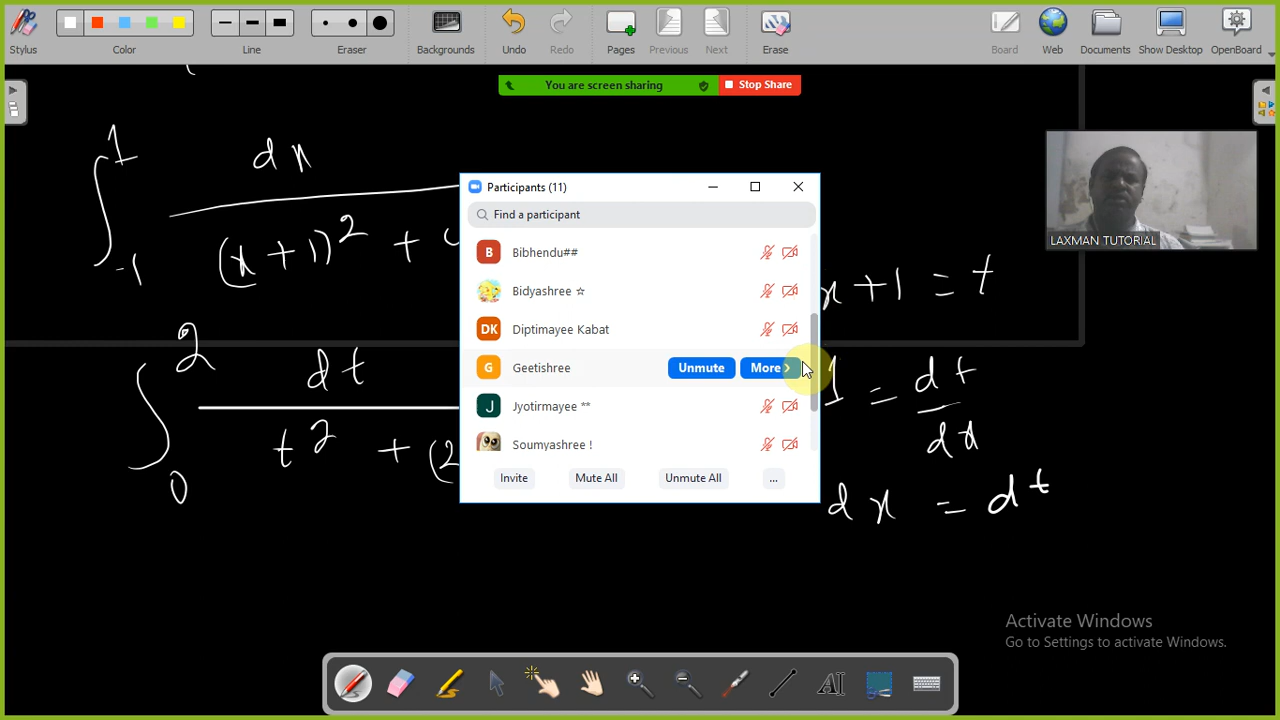 Stylus Color Line Eraser Backgrounds Undo Redo Pages Previous Next Erase Board Web Documents Show Desktop OpenBoard
You are screen sharing Stop Share
LAXMAN TUTORIAL
Participants (11)
Find a participant
B Bibhendu##
Bidyashree ☆
DK Diptimayee Kabat
G Geetishree Unmute More >
J Jyotirmayee **
Soumyashree !
Invite Mute All Unmute All ...
∫ 1 -1 dx
(x+1)² +
x+1 = t
∫ 2 0 dt
t² + (2
1 = dt
dx
dx = dt
Activate Windows
Go to Settings to activate Windows.
AI